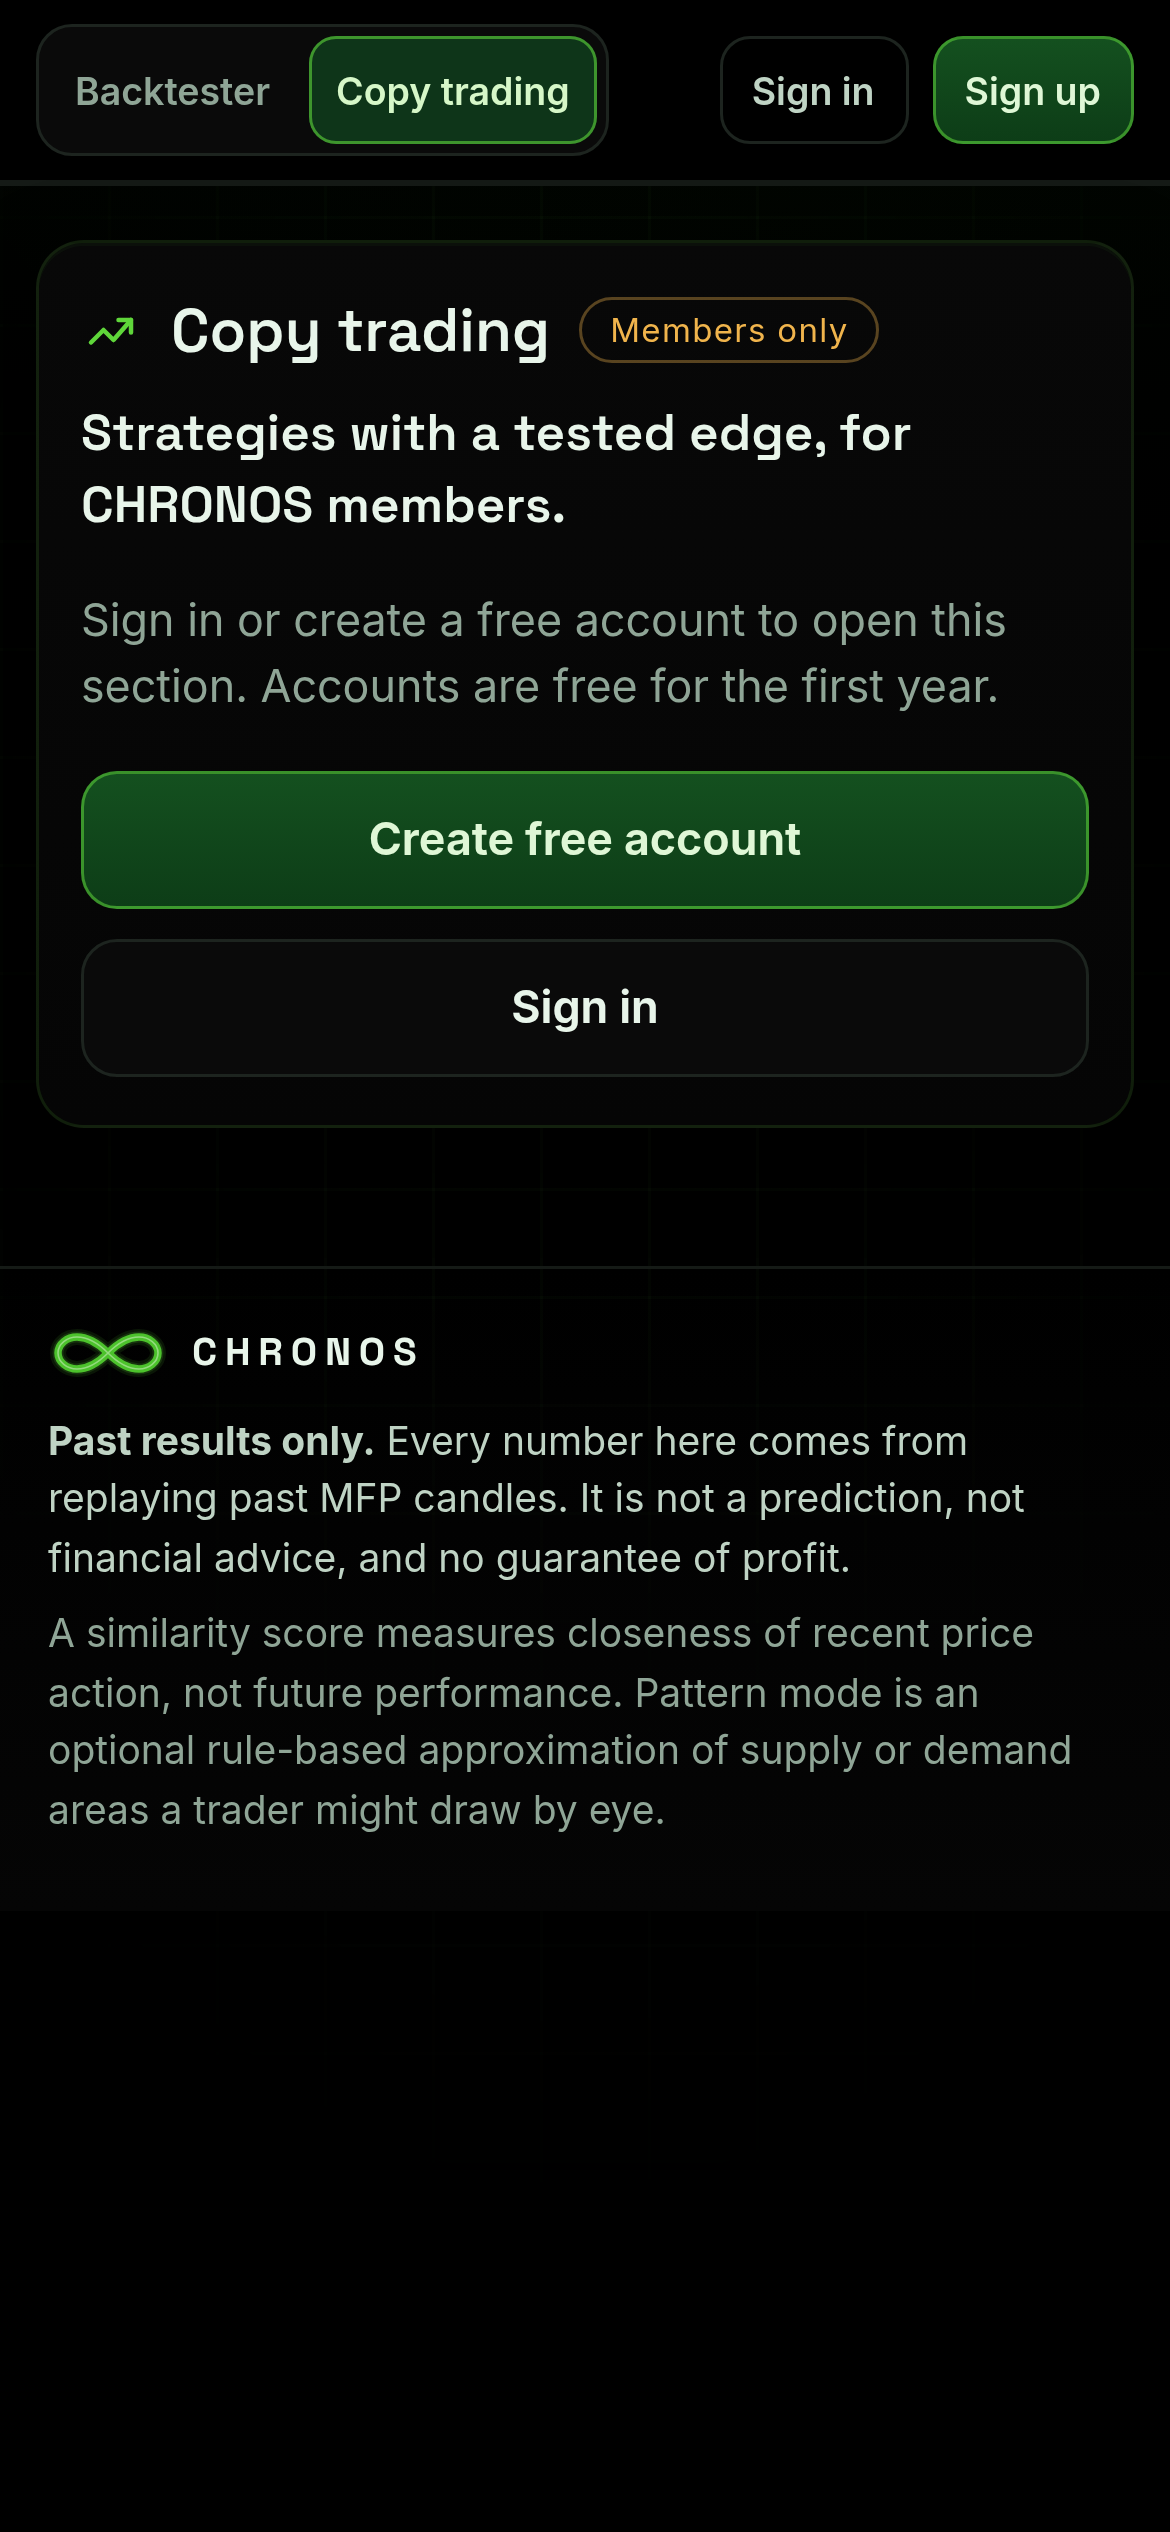 Backtester
Copy trading
Sign in
Sign up
Copy trading
Members only
Strategies with a tested edge, for
CHRONOS members.
Sign in or create a free account to open this
section. Accounts are free for the first year.
Create free account
Sign in
CHRONOS
Past results only. Every number here comes from
replaying past MFP candles. It is not a prediction, not
financial advice, and no guarantee of profit.
A similarity score measures closeness of recent price
action, not future performance. Pattern mode is an
optional rule-based approximation of supply or demand
areas a trader might draw by eye.